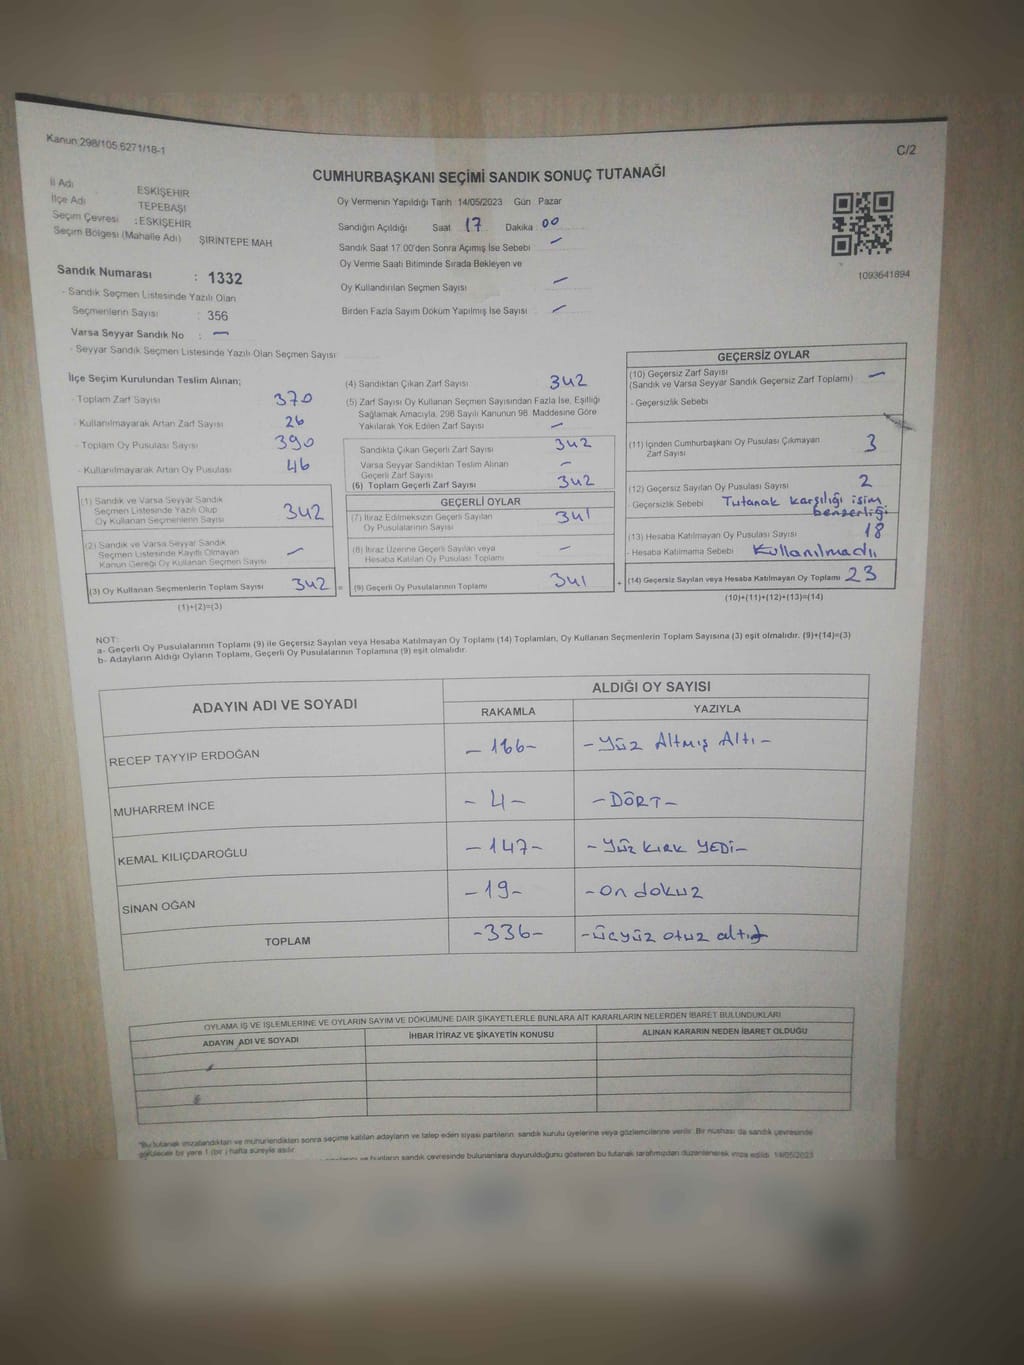 Kanun:298/105,6271/18-1
C/2
CUMHURBAŞKANI SEÇİMİ SANDIK SONUÇ TUTANAĞI
İl Adı ESKİŞEHİR
İlçe Adı TEPEBAŞI
Seçim Çevresi :ESKİŞEHİR
Seçim Bölgesi (Mahalle Adı) ŞİRİNTEPE MAH
Oy Vermenin Yapıldığı Tarih 14/05/2023 Gün Pazar
Sandığın Açıldığı Saat 17 Dakika 00
Sandık Saat 17:00'den Sonra Açımış İse Sebebi –
Oy Verme Saati Bitiminde Sırada Bekleyen ve
Oy Kullandırılan Seçmen Sayısı –
Birden Fazla Sayım Döküm Yapılmış İse Sayısı –
1093641894
Sandık Numarası : 1332
- Sandık Seçmen Listesinde Yazılı Olan
Seçmenlerin Sayısı : 356
Varsa Seyyar Sandık No : –
- Seyyar Sandık Seçmen Listesinde Yazılı Olan Seçmen Sayısı
İlçe Seçim Kurulundan Teslim Alınan;
- Toplam Zarf Sayısı 370
- Kullanılmayarak Artan Zarf Sayısı 26
- Toplam Oy Pusulası Sayısı 390
- Kullanılmayarak Artan Oy Pusulası 46
(1) Sandık ve Varsa Seyyar Sandık
Seçmen Listesinde Yazılı Olup
Oy Kullanan Seçmenlerin Sayısı 342
(2) Sandık ve Varsa Seyyar Sandık
Seçmen Listesinde Kayıtlı Olmayan
Kanun Gereği Oy Kullanan Seçmen Sayısı –
(3) Oy Kullanan Seçmenlerin Toplam Sayısı 342 =
(1)+(2)=(3)
(4) Sandıktan Çıkan Zarf Sayısı 342
(5) Zarf Sayısı Oy Kullanan Seçmen Sayısından Fazla İse, Eşitliği
Sağlamak Amacıyla, 298 Sayılı Kanunun 98. Maddesine Göre
Yakılarak Yok Edilen Zarf Sayısı –
Sandıkta Çıkan Geçerli Zarf Sayısı 342
Varsa Seyyar Sandıktan Teslim Alınan
Geçerli Zarf Sayısı –
(6) Toplam Geçerli Zarf Sayısı 342
GEÇERLİ OYLAR
(7) İtiraz Edilmeksizin Geçerli Sayılan
Oy Pusulalarının Sayısı 341
(8) İtiraz Üzerine Geçerli Sayılan veya
Hesaba Katılan Oy Pusulası Toplamı –
(9) Geçerli Oy Pusulalarının Toplamı 341 +
GEÇERSİZ OYLAR
(10) Geçersiz Zarf Sayısı
(Sandık ve Varsa Seyyar Sandık Geçersiz Zarf Toplamı) –
- Geçersizlik Sebebi
(11) İçinden Cumhurbaşkanı Oy Pusulası Çıkmayan
Zarf Sayısı 3
(12) Geçersiz Sayılan Oy Pusulası Sayısı 2
- Geçersizlik Sebebi Tutanak karşılığı isim
benzerliği
(13) Hesaba Katılmayan Oy Pusulası Sayısı 18
- Hesaba Katılmama Sebebi Kullanılmadı
(14) Geçersiz Sayılan veya Hesaba Katılmayan Oy Toplamı 23
(10)+(11)+(12)+(13)=(14)
NOT:
a- Geçerli Oy Pusulalarının Toplamı (9) ile Geçersiz Sayılan veya Hesaba Katılmayan Oy Toplamı (14) Toplamları, Oy Kullanan Seçmenlerin Toplam Sayısına (3) eşit olmalıdır. (9)+(14)=(3)
b- Adayların Aldığı Oyların Toplamı, Geçerli Oy Pusulalarının Toplamına (9) eşit olmalıdır.
ADAYIN ADI VE SOYADI
ALDIĞI OY SAYISI
RAKAMLA YAZIYLA
RECEP TAYYİP ERDOĞAN -166- -Yüz Altmış Altı-
MUHARREM İNCE -4- -DÖRT-
KEMAL KILIÇDAROĞLU -147- -Yüz KIRK YEDİ-
SİNAN OĞAN -19- -on dokuz
TOPLAM -336- -üçyüz otuz altı-
OYLAMA İŞ VE İŞLEMLERİNE VE OYLARIN SAYIM VE DÖKÜMÜNE DAİR ŞİKAYETLERLE BUNLARA AİT KARARLARIN NELERDEN İBARET BULUNDUKLARI
ADAYIN ADI VE SOYADI İHBAR İTİRAZ VE ŞİKAYETİN KONUSU ALINAN KARARIN NEDEN İBARET OLDUĞU
*Bu tutanak imzalandıktan ve mühürlendikten sonra seçime katılan adayların ve talep eden siyasi partilerin, sandık kurulu üyelerine veya gözlemcilerine verilir. Bir nüshası da sandık çevresinde
görülecek bir yere 1 (bir) hafta süreyle asılır.
ve bunların sandık çevresinde bulunanlara duyurulduğunu gösteren bu tutanak tarafımızdan düzenlenerek imza edildi. 14/05/2023